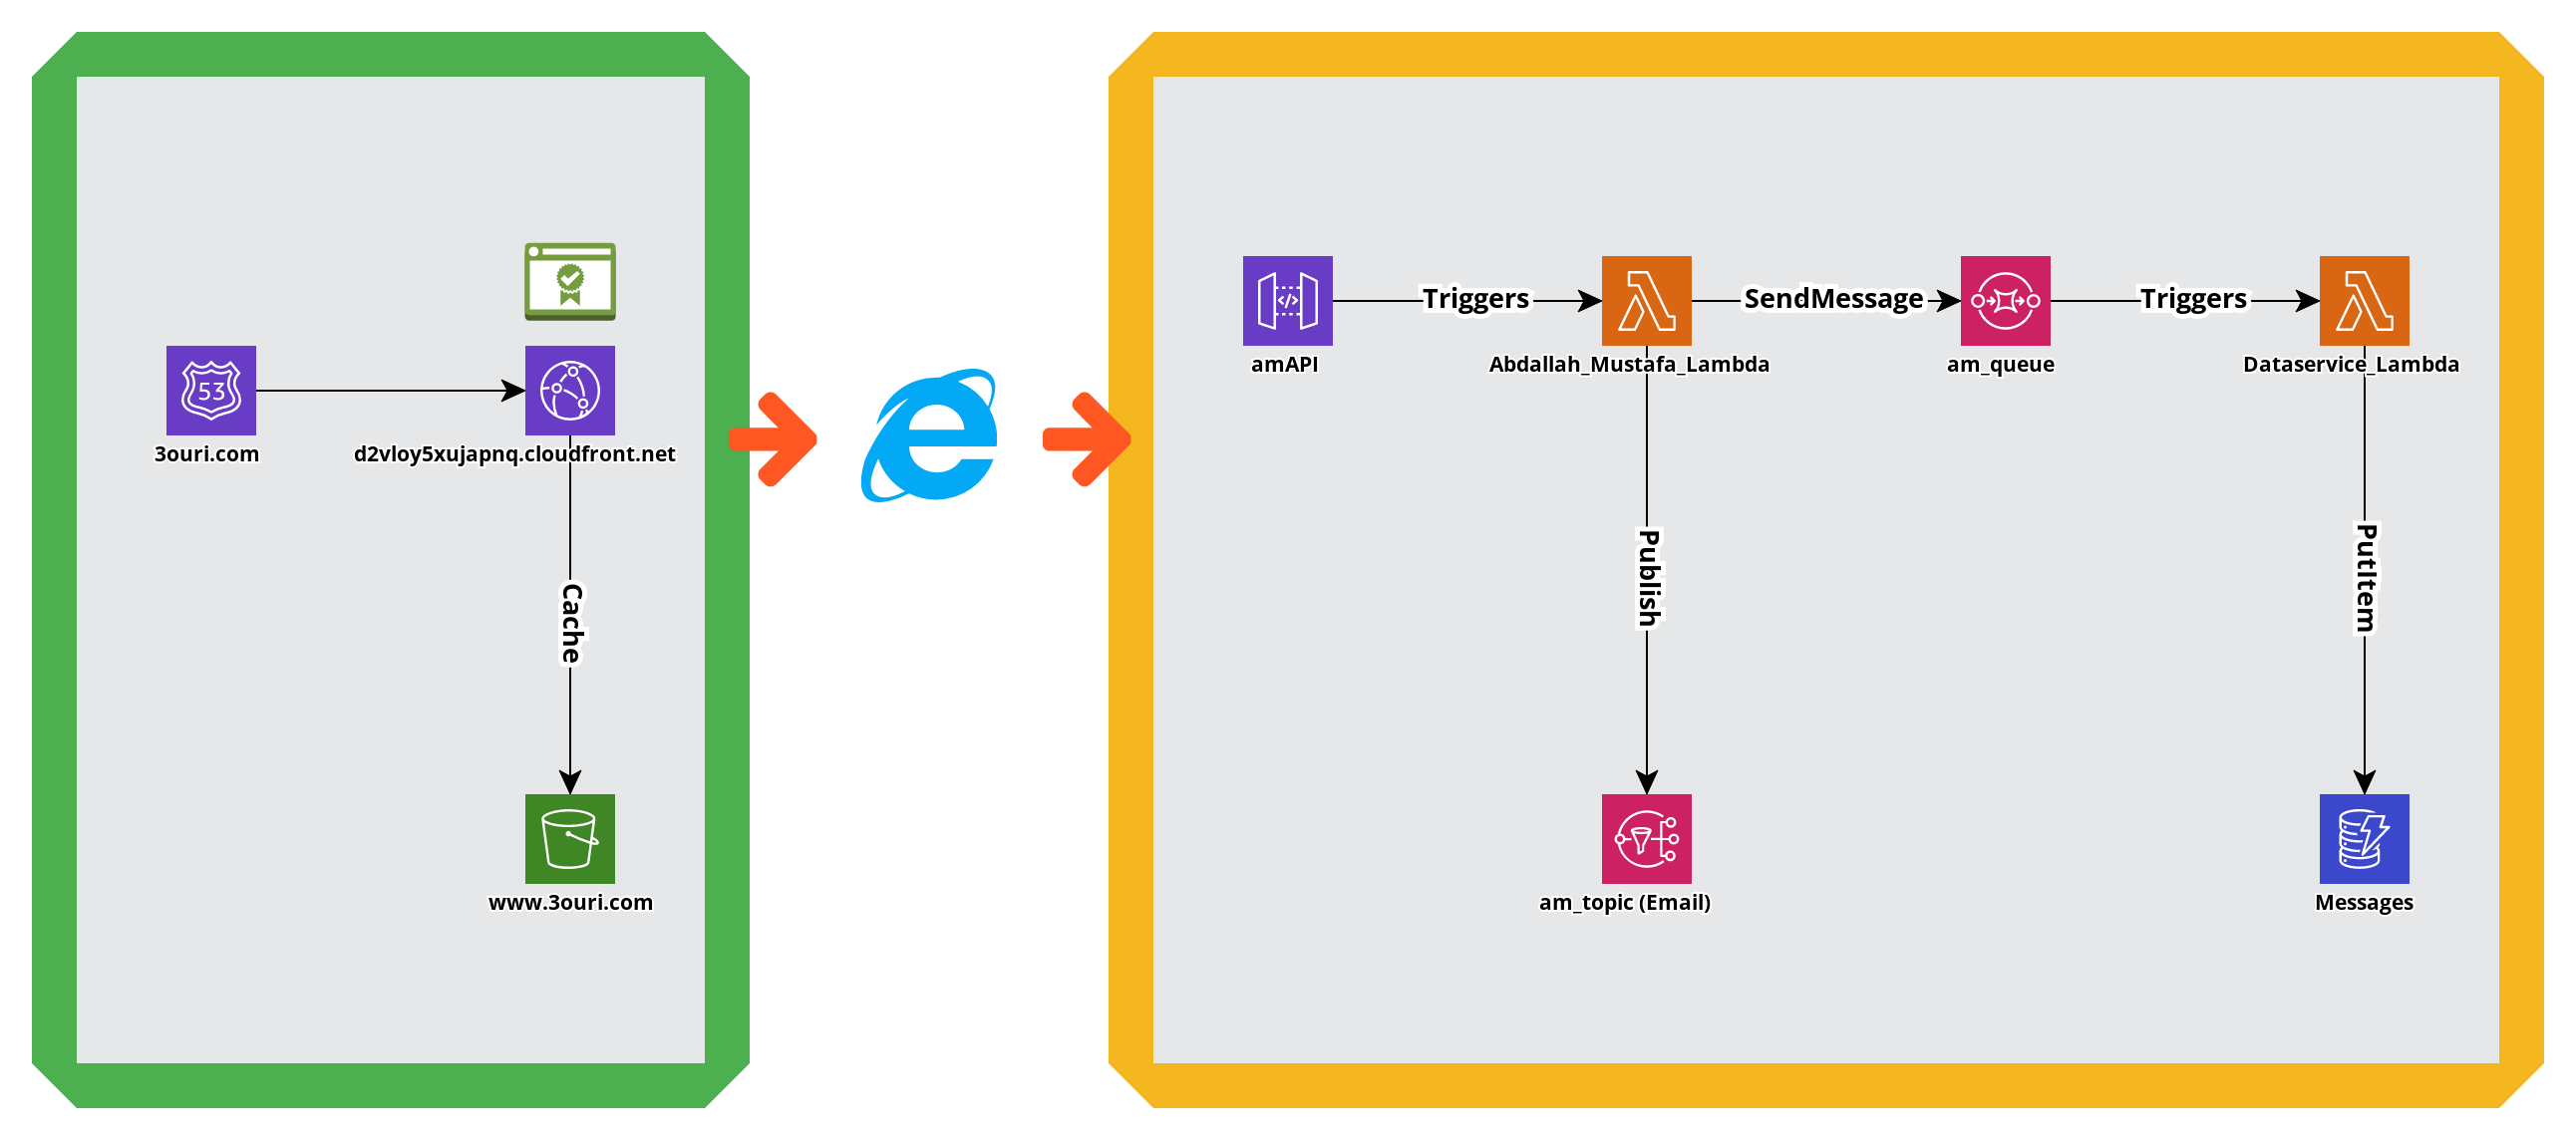 53
3ouri.com
d2vloy5xujapnq.cloudfront.net
Cache
www.3ouri.com
amAPI
Triggers
Abdallah_Mustafa_Lambda
SendMessage
am_queue
Triggers
Dataservice_Lambda
Publish
PutItem
am_topic (Email)
Messages